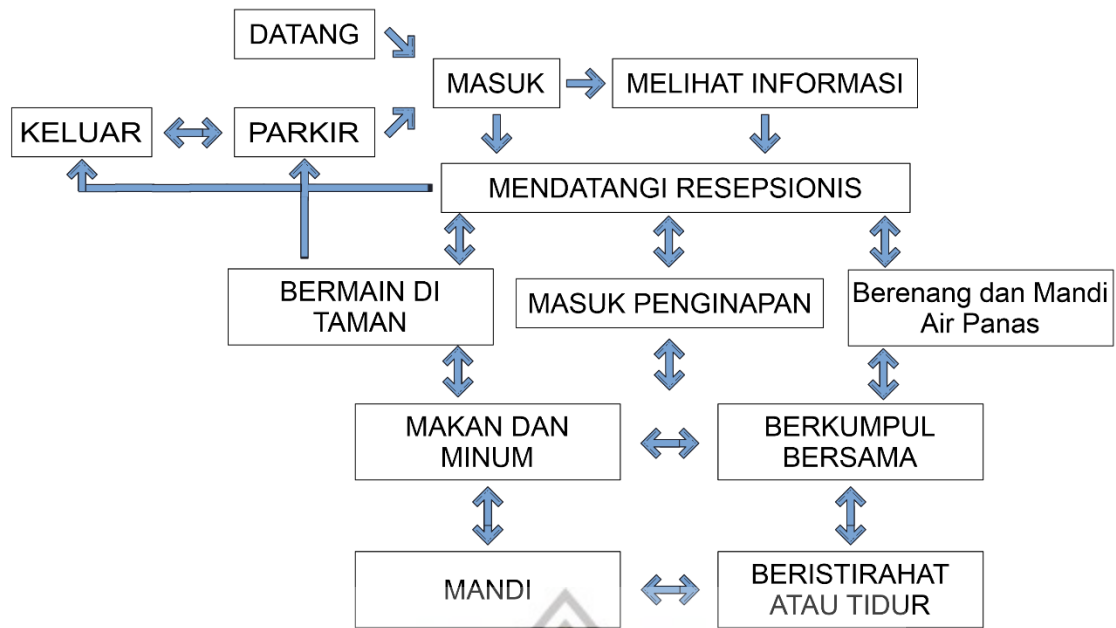 DATANG
MASUK
MELIHAT INFORMASI
KELUAR
PARKIR
MENDATANGI RESEPSIONIS
BERMAIN DI
TAMAN
MASUK PENGINAPAN
Berenang dan Mandi
Air Panas
MAKAN DAN
MINUM
BERKUMPUL
BERSAMA
MANDI
BERISTIRAHAT
ATAU TIDUR